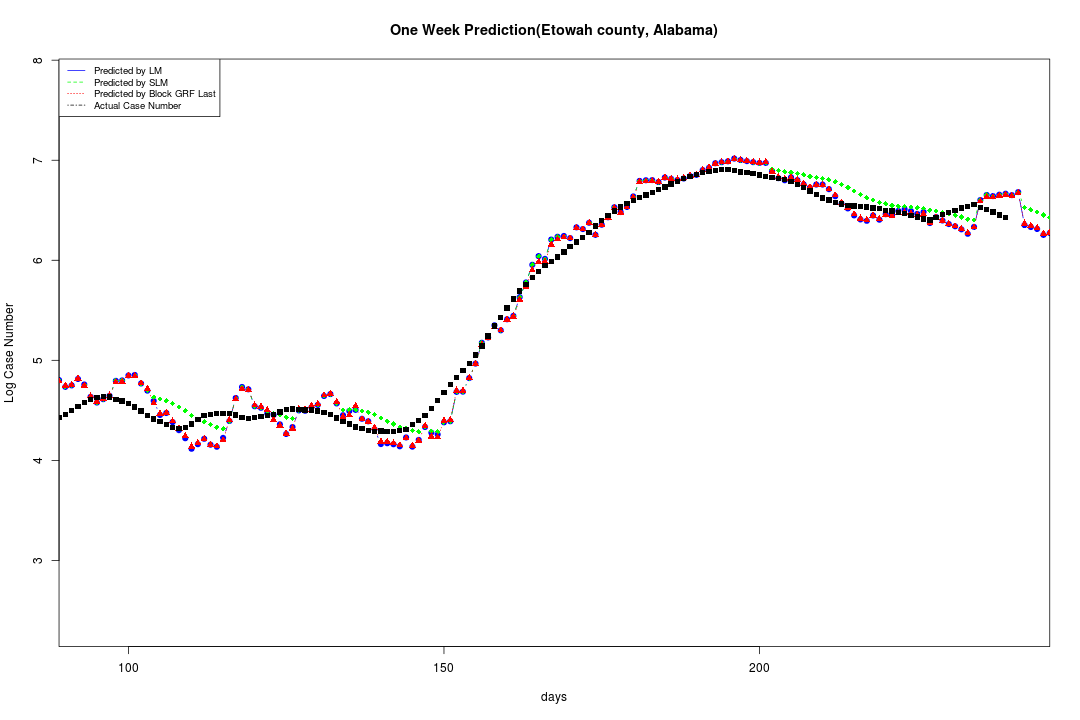 One Week Prediction(Etowah county, Alabama)
Predicted by LM
Predicted by SLM
Predicted by Block GRF Last
Actual Case Number
8
7
6
5
4
3
Log Case Number
100 150 200
days